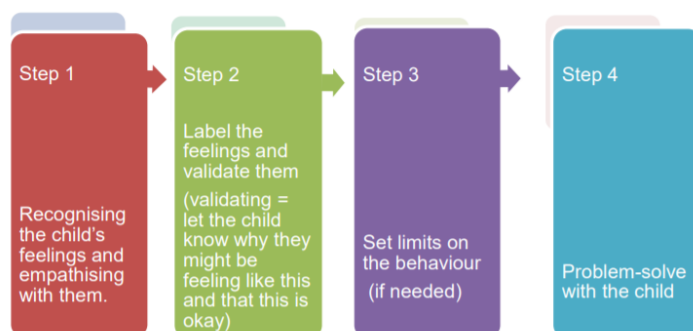 Step 1
Recognising
the child's
feelings and
empathising
with them.
Step 2
Label the
feelings and
validate them
(validating =
let the child
know why they
might be
feeling like this
and that this is
okay)
Step 3
Set limits on
the behaviour
(if needed)
Step 4
Problem-solve
with the child